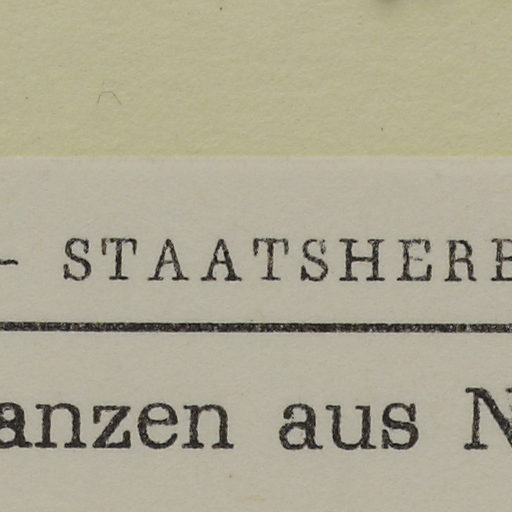 - STAATSHERB
anzen aus N